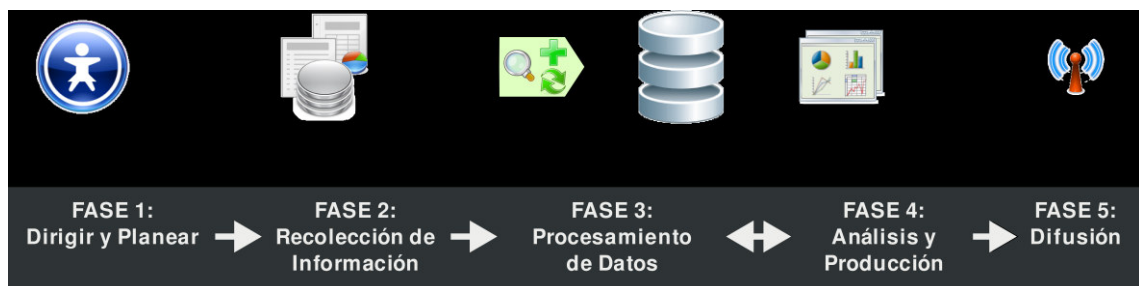 FASE 1:
Dirigir y Planear
FASE 2:
Recolección de
Información
FASE 3:
Procesamiento
de Datos
FASE 4:
Análisis y
Producción
FASE 5:
Difusión